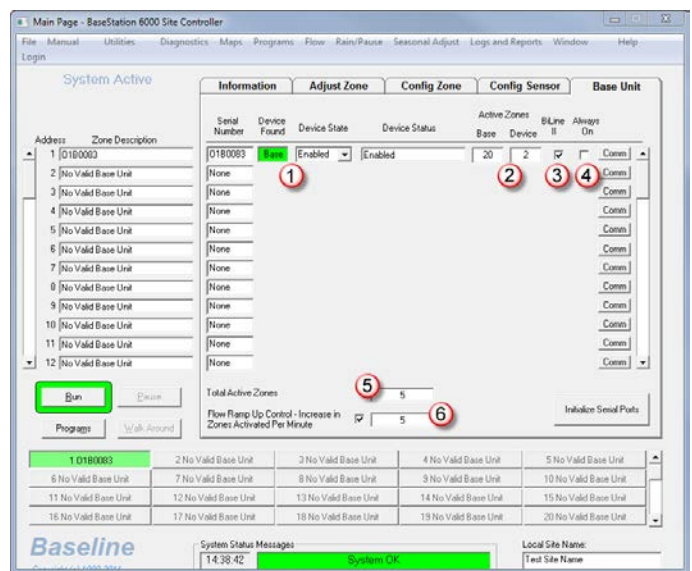 Main Page - BaseStation 6000 Site Controller
File Manual Utilities Diagnostics Maps Programs Flow Rain/Pause Seasonal Adjust Logs and Reports Window Help
Login
System Active
Information Adjust Zone Config Zone Config Sensor Base Unit
Serial Number Device Found Device State Device Status Active Zones Base Device BiLine II Always On
Address Zone Description
1 01B0083 01B0083 Base Enabled Enabled 20 2 Comm
1 2 3 4
2 No Valid Base Unit None Comm
3 No Valid Base Unit None Comm
4 No Valid Base Unit None Comm
5 No Valid Base Unit None Comm
6 No Valid Base Unit None Comm
7 No Valid Base Unit None Comm
8 No Valid Base Unit None Comm
9 No Valid Base Unit None Comm
10 No Valid Base Unit None Comm
11 No Valid Base Unit None Comm
12 No Valid Base Unit None Comm
Run Pause
Programs Walk Around
Total Active Zones 5 5
Flow Ramp Up Control - Increase in
Zones Activated Per Minute 5 6
Initialize Serial Ports
1 01B0083 2 No Valid Base Unit 3 No Valid Base Unit 4 No Valid Base Unit 5 No Valid Base Unit
6 No Valid Base Unit 7 No Valid Base Unit 8 No Valid Base Unit 9 No Valid Base Unit 10 No Valid Base Unit
11 No Valid Base Unit 12 No Valid Base Unit 13 No Valid Base Unit 14 No Valid Base Unit 15 No Valid Base Unit
16 No Valid Base Unit 17 No Valid Base Unit 18 No Valid Base Unit 19 No Valid Base Unit 20 No Valid Base Unit
Baseline
System Status Messages
14:38:42 System OK
Local Site Name:
Test Site Name